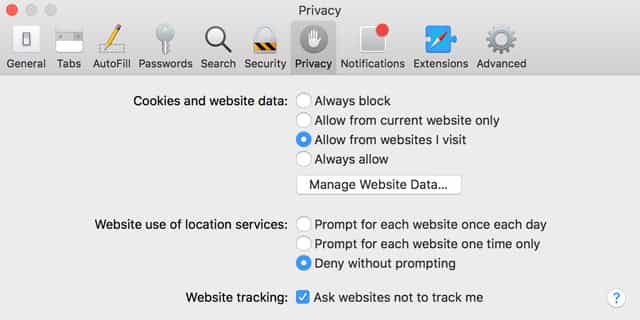 Privacy
General Tabs AutoFill Passwords Search Security Privacy Notifications Extensions Advanced
Cookies and website data: Always block
Allow from current website only
Allow from websites I visit
Always allow
Manage Website Data...
Website use of location services: Prompt for each website once each day
Prompt for each website one time only
Deny without prompting
Website tracking: Ask websites not to track me ?